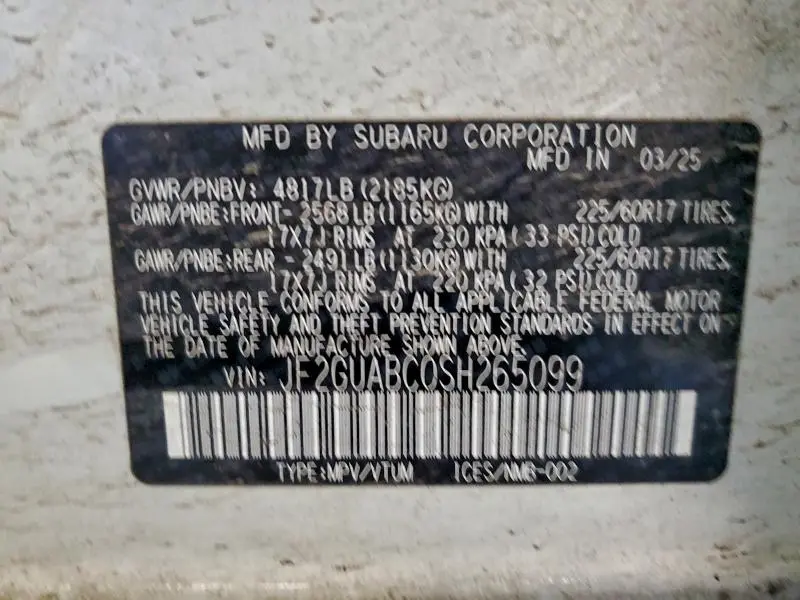 MFD BY SUBARU CORPORATION
MFD IN 03/25
GVWR/PNBV: 4817LB(2185KG)
GAWR/PNBE:FRONT- 2568LB(1165KG)WITH 225/60R17 TIRES,
17X7J RIMS AT 230 KPA(33 PSI)COLD
GAWR/PNBE:REAR - 2491LB(1130KG)WITH 225/60R17 TIRES,
17X7J RIMS AT 220 KPA(32 PSI)COLD
THIS VEHICLE CONFORMS TO ALL APPLICABLE FEDERAL MOTOR
VEHICLE SAFETY AND THEFT PREVENTION STANDARDS IN EFFECT ON
THE DATE OF MANUFACTURE SHOWN ABOVE.
VIN: JF2GUABC0SH265099
TYPE:MPV/VTUM ICES/NMB-002